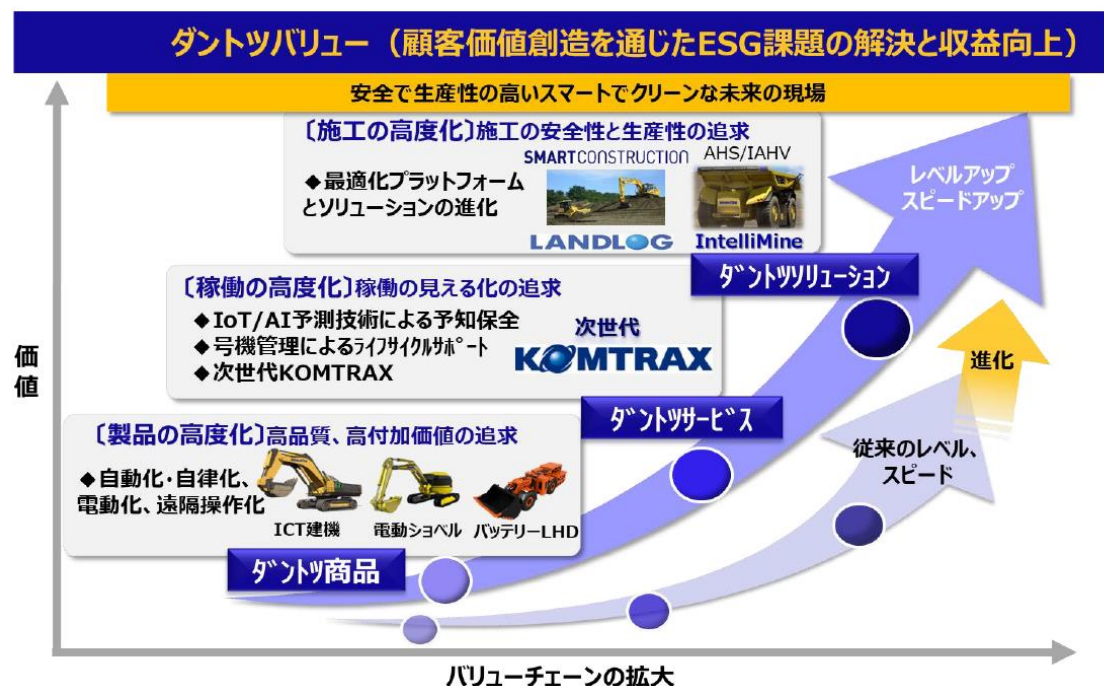 ダントツバリュー（顧客価値創造を通じたESG課題の解決と収益向上）
安全で生産性の高いスマートでクリーンな未来の現場
〔施工の高度化〕施工の安全性と生産性の追求
SMARTCONSTRUCTION
AHS/IAHV
◆最適化プラットフォーム
とソリューションの進化
LANDLOG
IntelliMine
レベルアップ
スピードアップ
ﾀﾞﾝﾄﾂｿﾘｭｰｼｮﾝ
〔稼働の高度化〕稼働の見える化の追求
◆IoT/AI予測技術による予知保全
◆号機管理によるﾗｲﾌｻｲｸﾙｻﾎﾟｰﾄ
◆次世代KOMTRAX
次世代
KOMTRAX
ﾀﾞﾝﾄﾂｻｰﾋﾞｽ
〔製品の高度化〕高品質、高付加価値の追求
◆自動化・自律化、
電動化、遠隔操作化
ICT建機
電動ショベル
バッテリーLHD
ﾀﾞﾝﾄﾂ商品
進化
従来のレベル、
スピード
価値
バリューチェーンの拡大